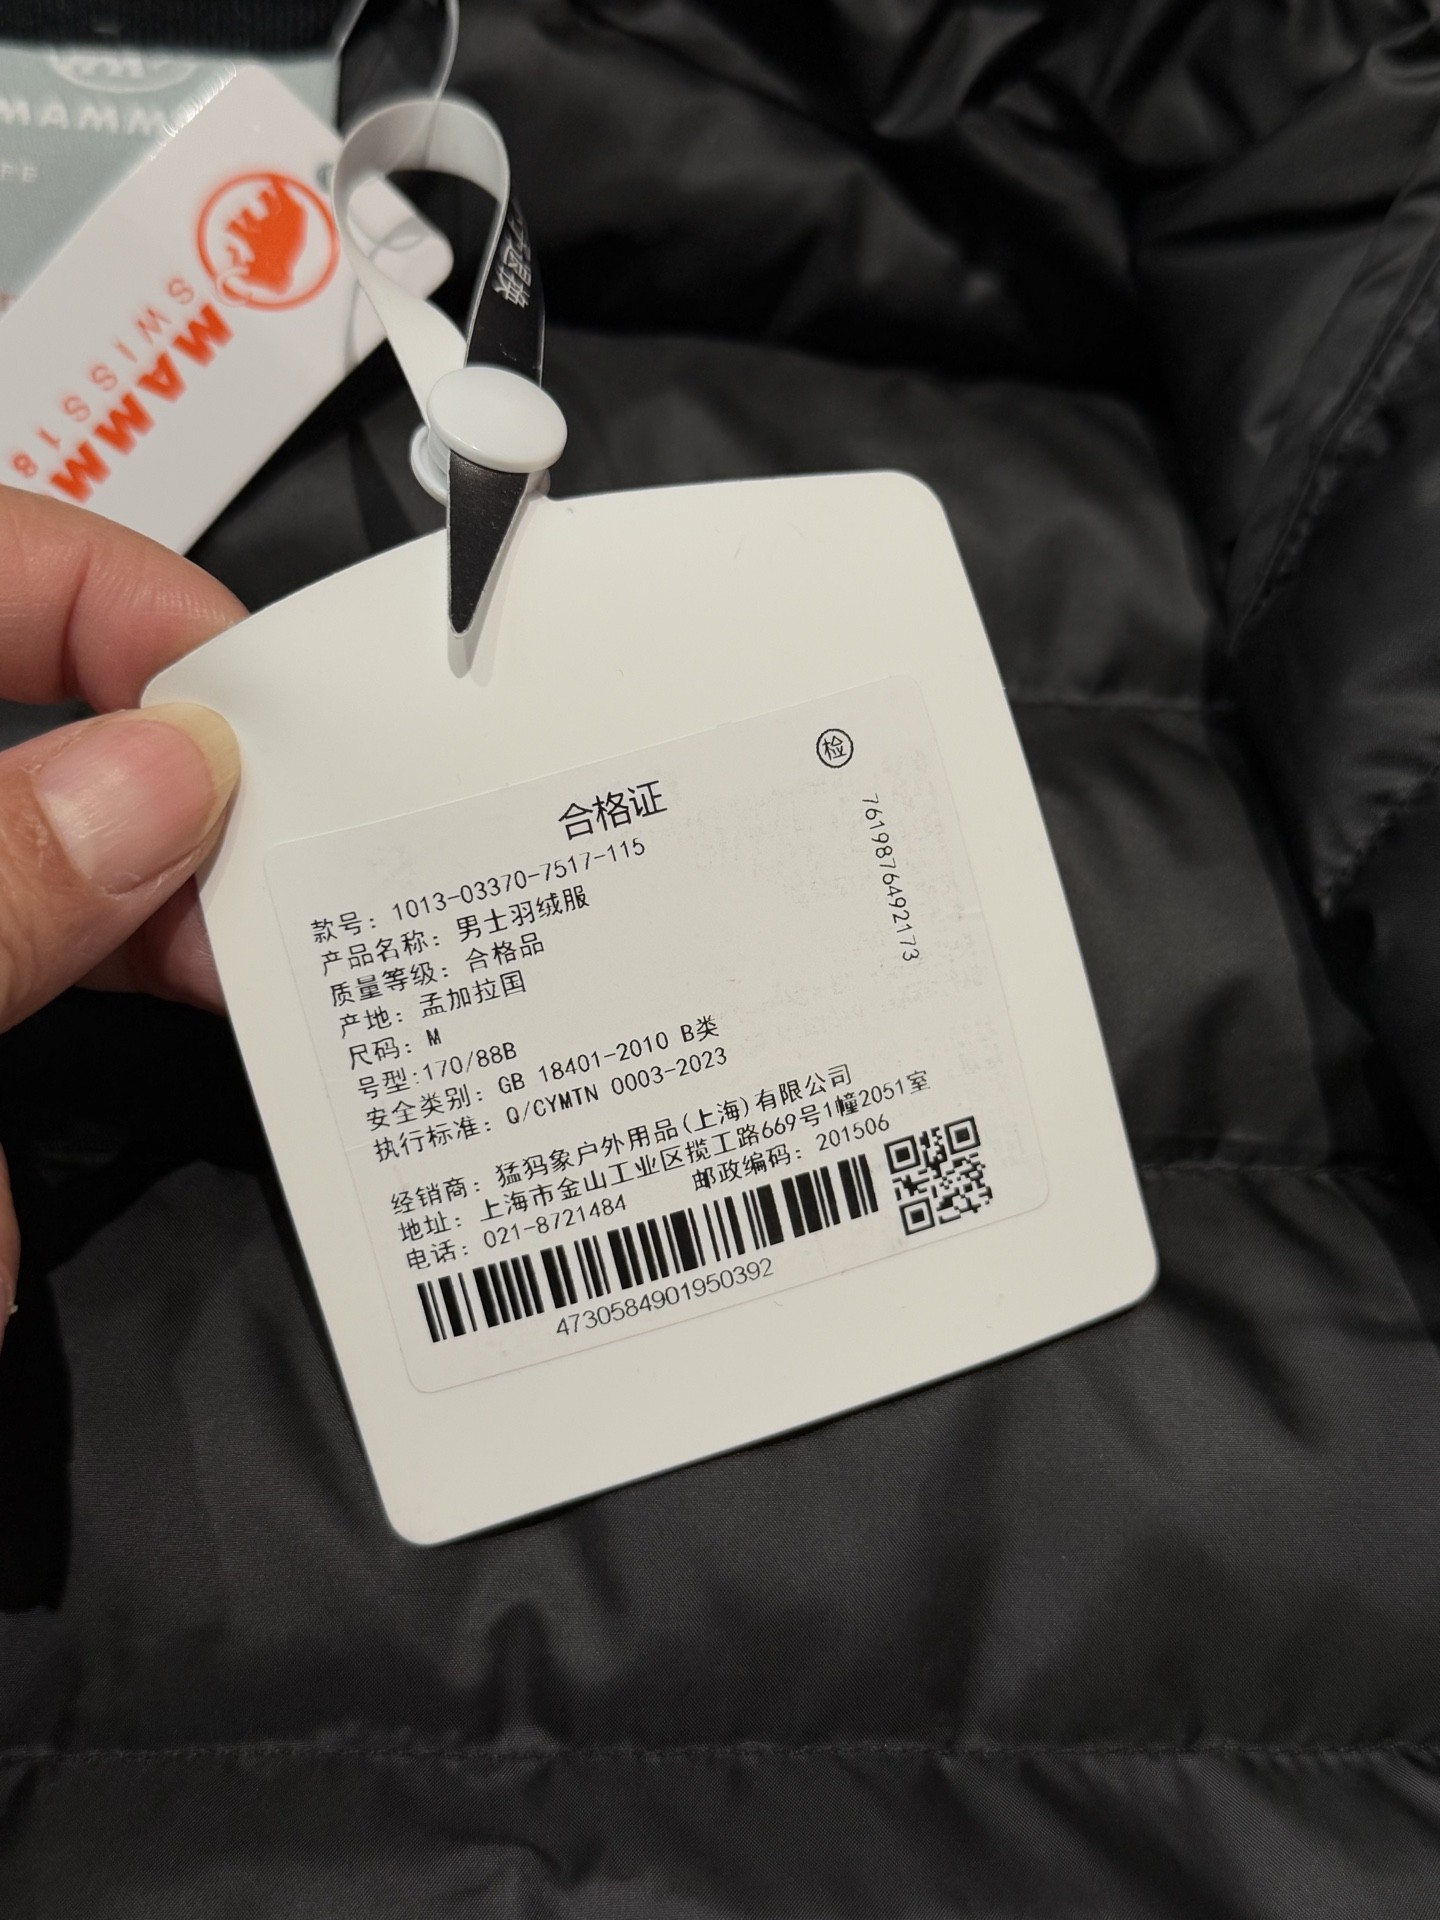 MAMM
MAMM
SWISS 18
检
合格证
7619876492173
款号: 1013-03370-7517-115
产品名称: 男士羽绒服
质量等级: 合格品
产地: 孟加拉国
尺码: M
号型:170/88B
安全类别: GB 18401-2010 B类
执行标准: Q/CYMTN 0003-2023
经销商: 猛犸象户外用品(上海)有限公司
地址: 上海市金山工业区揽工路669号1幢2051室
电话: 021-8721484 邮政编码: 201506
4730584901950392